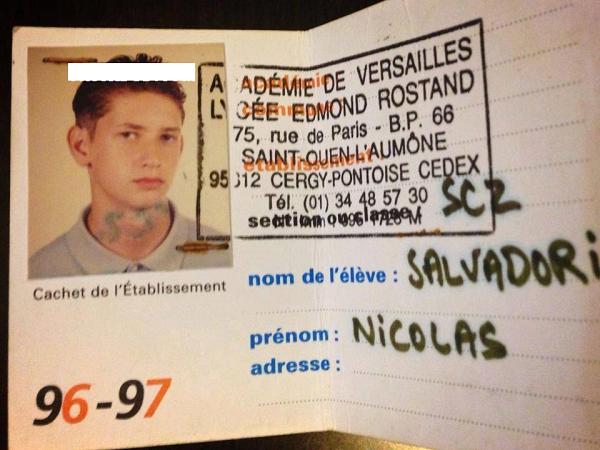 ADÉMIE DE VERSAILLES
CÉE EDMOND ROSTAND
75, rue de Paris - B.P. 66
SAINT-OUEN-L'AUMÔNE
95312 CERGY-PONTOISE CEDEX
Tél. (01) 34 48 57 30
établissement :
section ou classe : SC2
nom de l'élève : SALVADORI
prénom : NICOLAS
adresse :
Cachet de l'Établissement
96-97